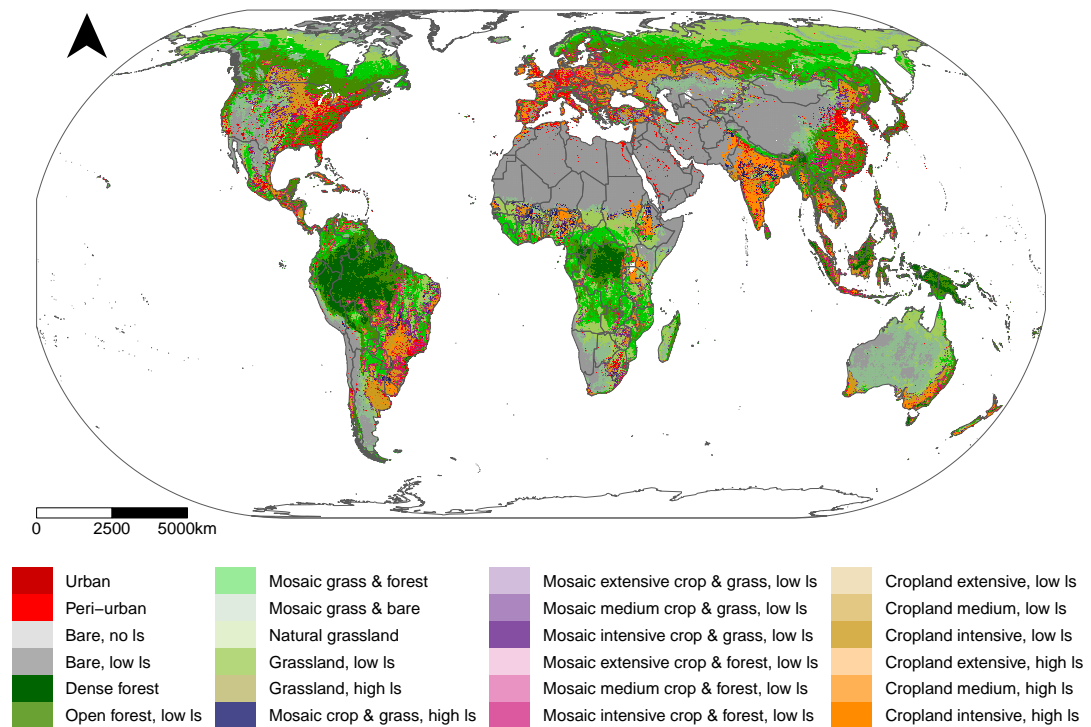 0 2500 5000km
Urban
Peri−urban
Bare, no ls
Bare, low ls
Dense forest
Open forest, low ls
Mosaic grass & forest
Mosaic grass & bare
Natural grassland
Grassland, low ls
Grassland, high ls
Mosaic crop & grass, high ls
Mosaic extensive crop & grass, low ls
Mosaic medium crop & grass, low ls
Mosaic intensive crop & grass, low ls
Mosaic extensive crop & forest, low ls
Mosaic medium crop & forest, low ls
Mosaic intensive crop & forest, low ls
Cropland extensive, low ls
Cropland medium, low ls
Cropland intensive, low ls
Cropland extensive, high ls
Cropland medium, high ls
Cropland intensive, high ls